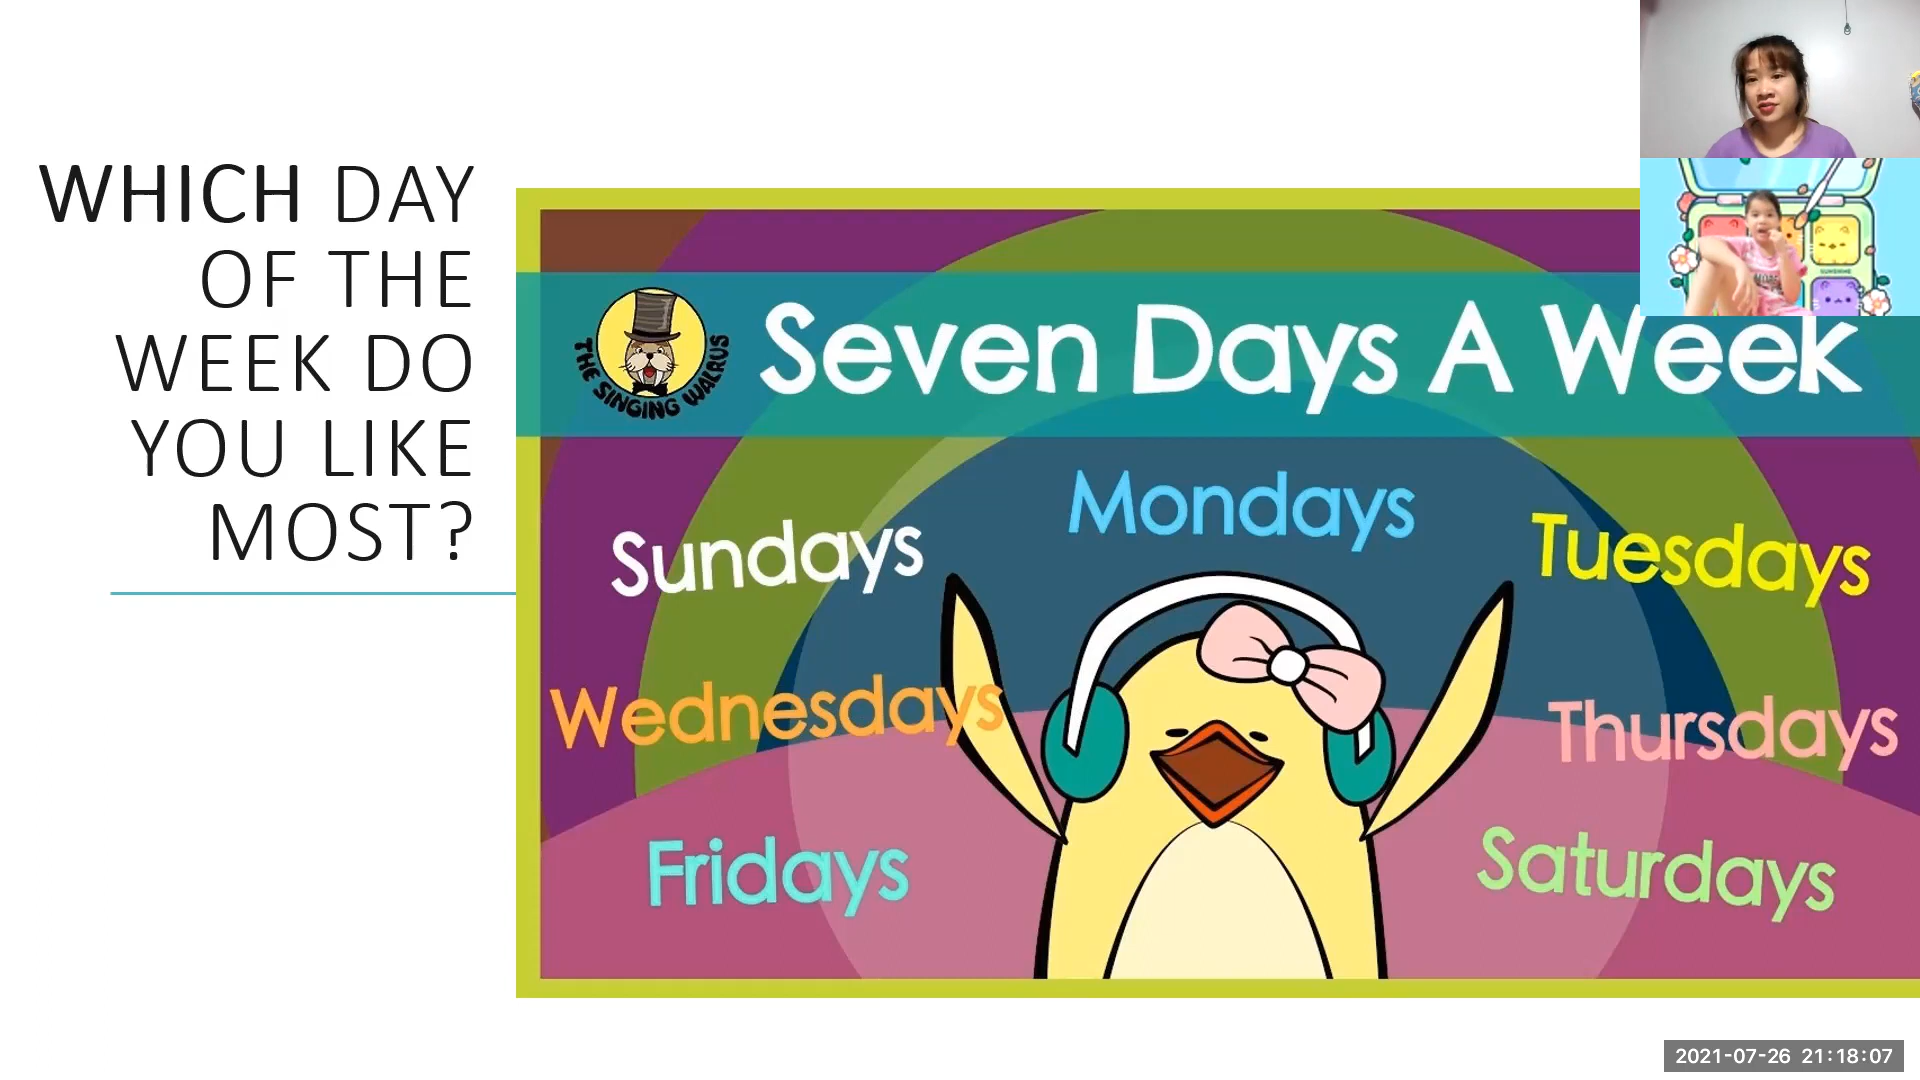 WHICH DAY
OF THE
WEEK DO
YOU LIKE
MOST?
THE SINGING WALRUS
Seven Days A Week
Mondays
Sundays
Tuesdays
Wednesdays
Thursdays
Fridays
Saturdays
SUNSHINE
2021-07-26 21:18:07